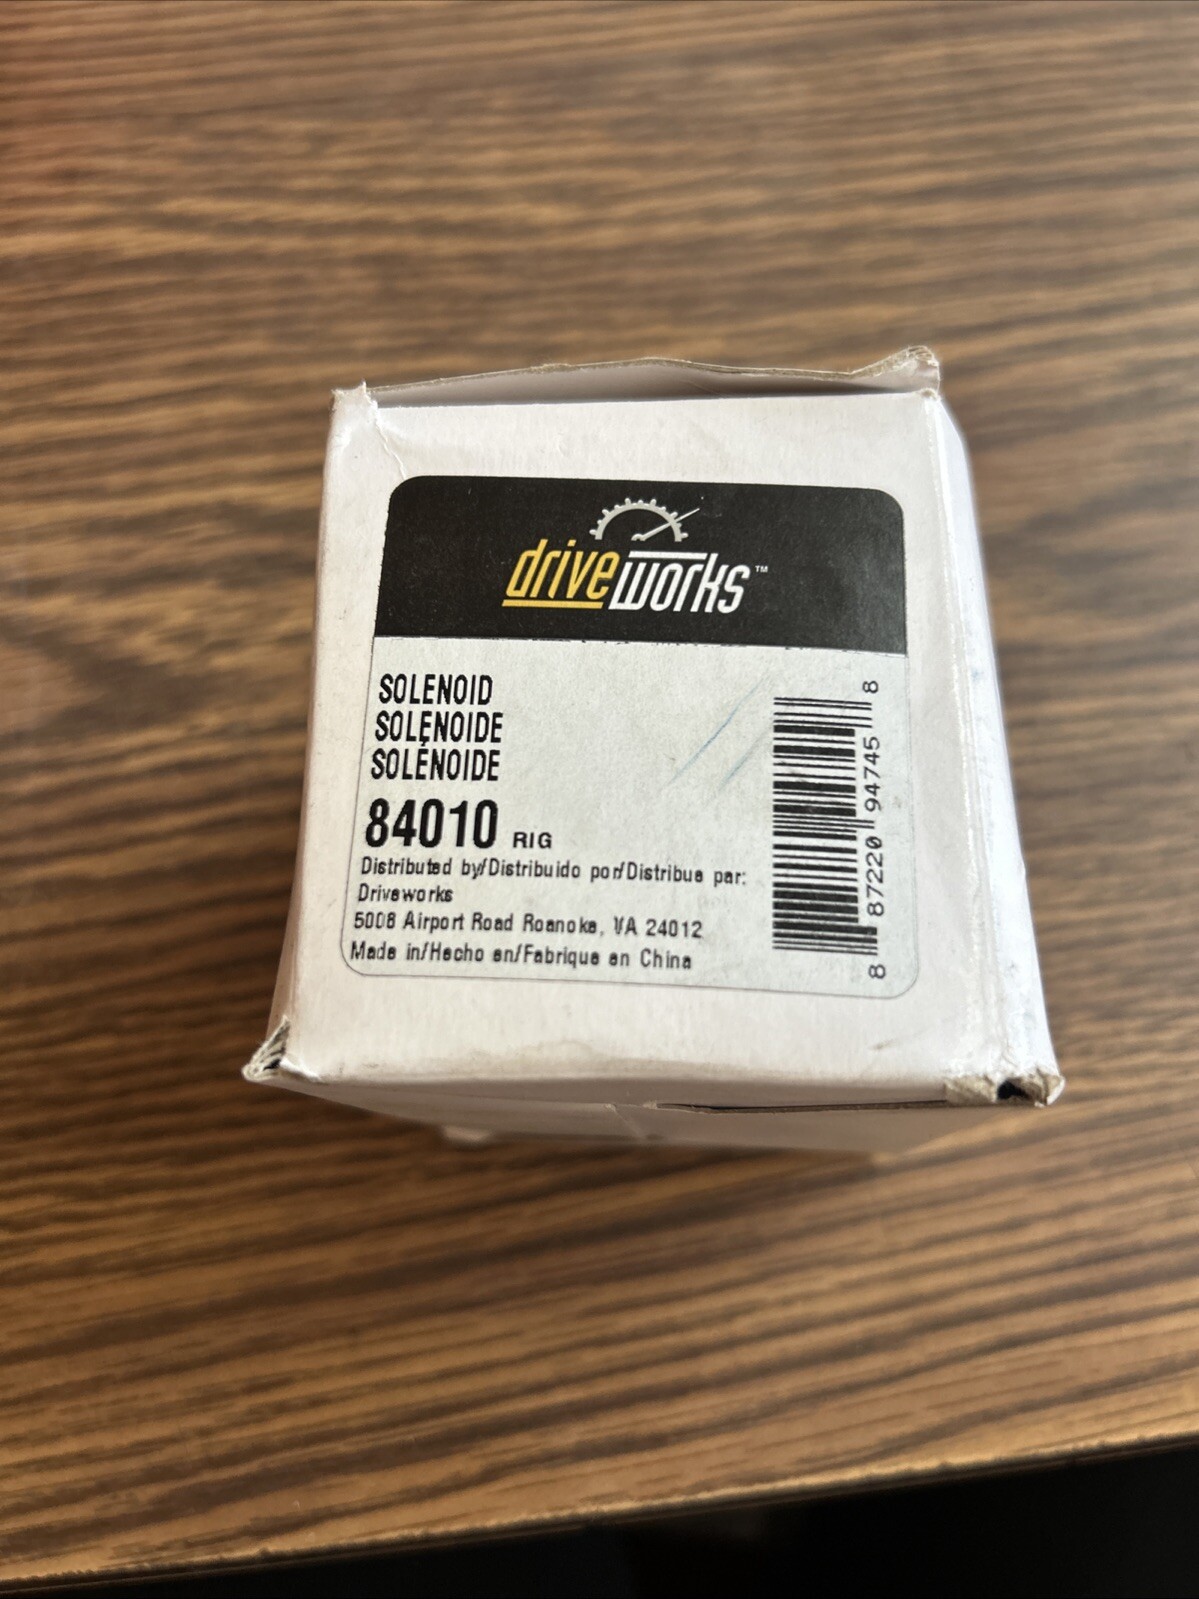 driveworks™
SOLENOID
SOLENOIDE
SOLÉNOIDE
84010 RIG
Distributed by/Distribuido por/Distribue par:
Driveworks
5008 Airport Road Roanoke, VA 24012
Made in/Hecho en/Fabrique en China
8 87220 94745 8